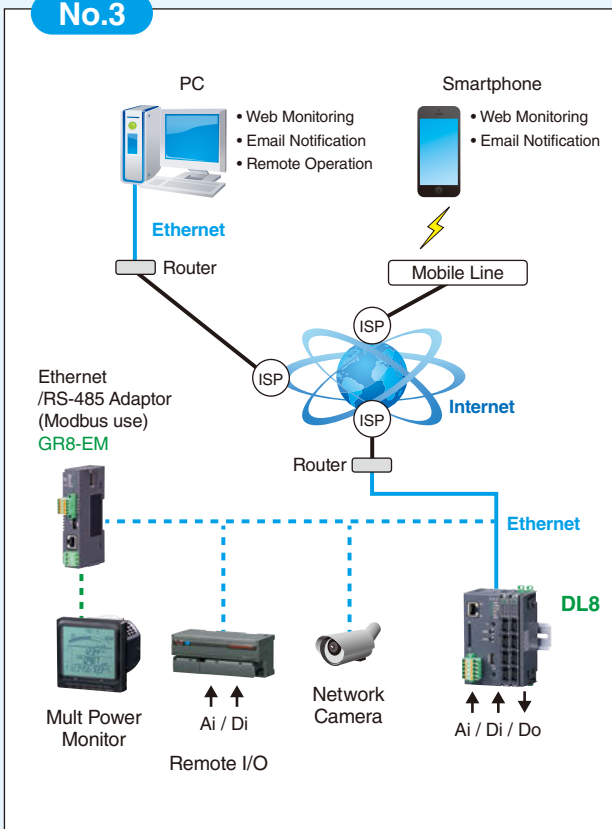 No.3
PC
• Web Monitoring
• Email Notification
• Remote Operation
Smartphone
• Web Monitoring
• Email Notification
Ethernet
Router
Mobile Line
ISP
ISP
Internet
ISP
Router
Ethernet
/RS-485 Adaptor
(Modbus use)
GR8-EM
Ethernet
DL8
Mult Power
Monitor
Ai / Di
Remote I/O
Network
Camera
Ai / Di / Do